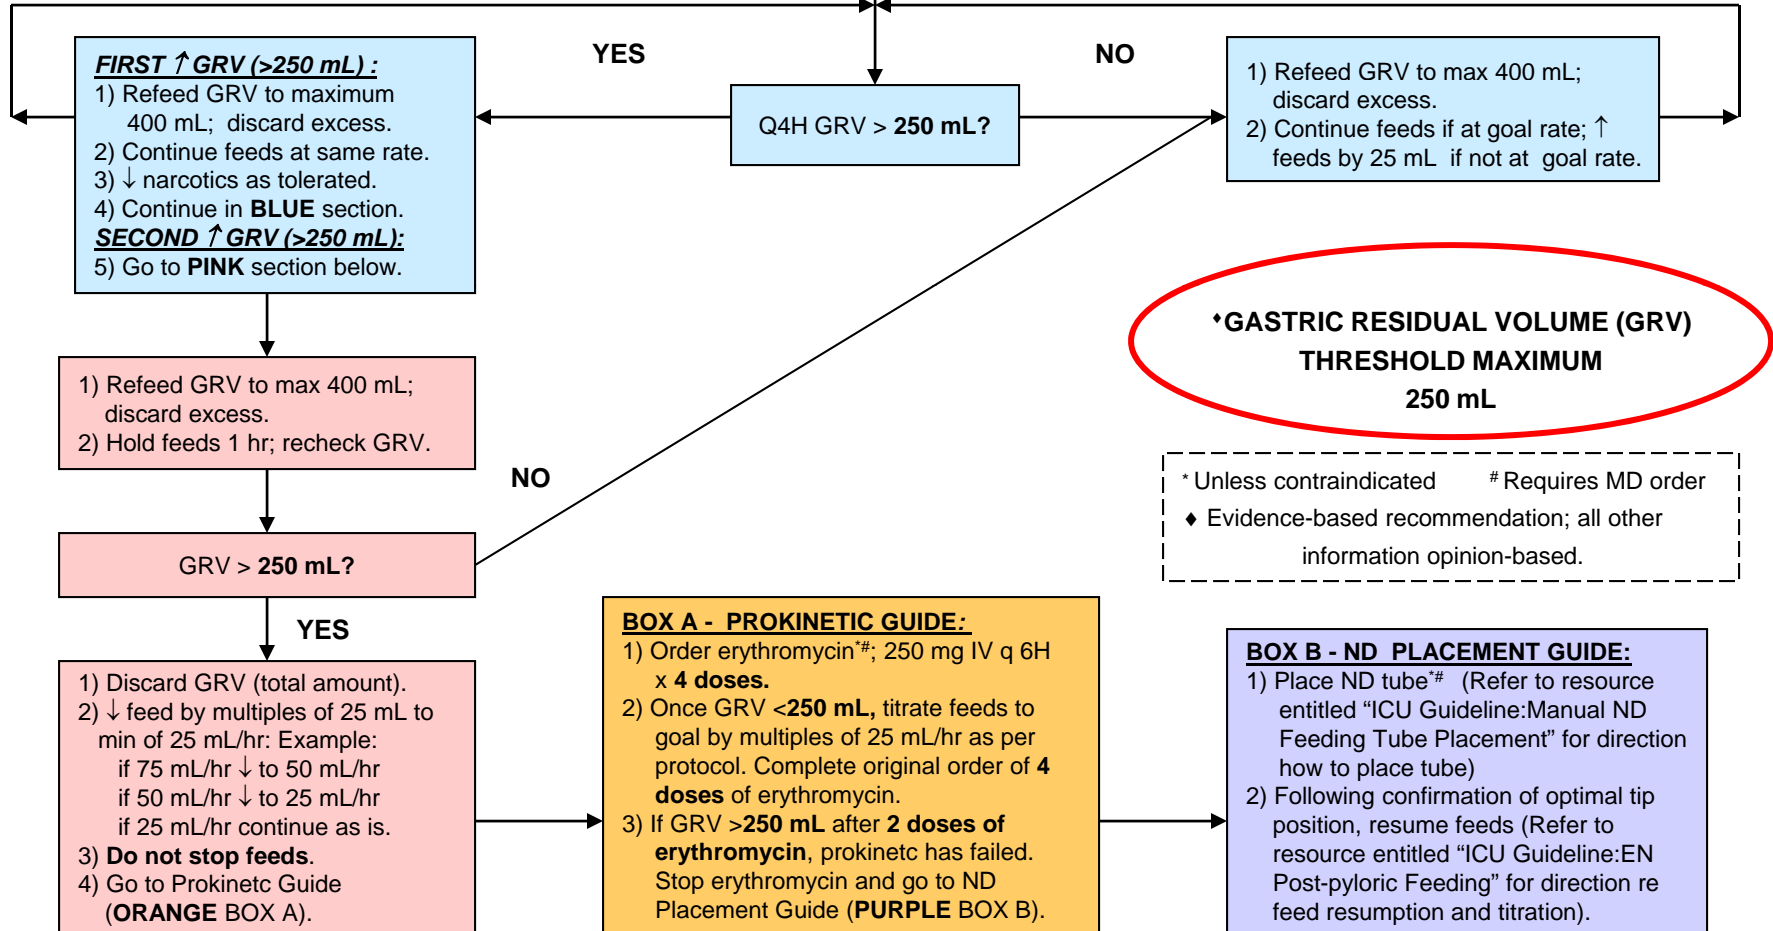 FIRST ↑ GRV (>250 mL) :
1) Refeed GRV to maximum
400 mL; discard excess.
2) Continue feeds at same rate.
3) ↓ narcotics as tolerated.
4) Continue in BLUE section.
SECOND ↑ GRV (>250 mL):
5) Go to PINK section below.
YES
Q4H GRV > 250 mL?
NO
1) Refeed GRV to max 400 mL;
discard excess.
2) Continue feeds if at goal rate; ↑
feeds by 25 mL if not at goal rate.
♦GASTRIC RESIDUAL VOLUME (GRV)
THRESHOLD MAXIMUM
250 mL
* Unless contraindicated # Requires MD order
♦ Evidence-based recommendation; all other
information opinion-based.
1) Refeed GRV to max 400 mL;
discard excess.
2) Hold feeds 1 hr; recheck GRV.
NO
GRV > 250 mL?
YES
1) Discard GRV (total amount).
2) ↓ feed by multiples of 25 mL to
min of 25 mL/hr: Example:
if 75 mL/hr ↓ to 50 mL/hr
if 50 mL/hr ↓ to 25 mL/hr
if 25 mL/hr continue as is.
3) Do not stop feeds.
4) Go to Prokinetc Guide
(ORANGE BOX A).
BOX A - PROKINETIC GUIDE:
1) Order erythromycin*#; 250 mg IV q 6H
x 4 doses.
2) Once GRV <250 mL, titrate feeds to
goal by multiples of 25 mL/hr as per
protocol. Complete original order of 4
doses of erythromycin.
3) If GRV >250 mL after 2 doses of
erythromycin, prokinetc has failed.
Stop erythromycin and go to ND
Placement Guide (PURPLE BOX B).
BOX B - ND PLACEMENT GUIDE:
1) Place ND tube*# (Refer to resource
entitled “ICU Guideline:Manual ND
Feeding Tube Placement” for direction
how to place tube)
2) Following confirmation of optimal tip
position, resume feeds (Refer to
resource entitled “ICU Guideline:EN
Post-pyloric Feeding” for direction re
feed resumption and titration).